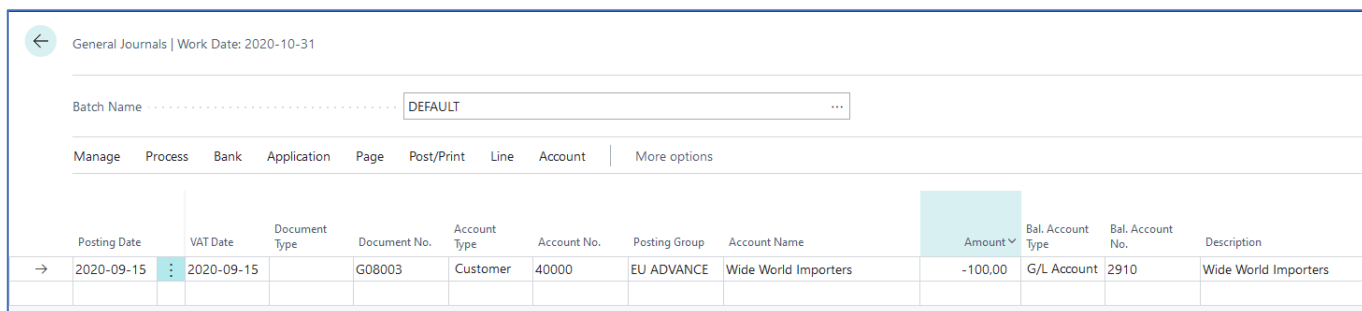 General Journals | Work Date: 2020-10-31
Batch Name DEFAULT ...
Manage Process Bank Application Page Post/Print Line Account More options
Posting Date VAT Date Document Type Document No. Account Type Account No. Posting Group Account Name Amount Bal. Account Type Bal. Account No. Description
2020-09-15 2020-09-15 G08003 Customer 40000 EU ADVANCE Wide World Importers -100,00 G/L Account 2910 Wide World Importers